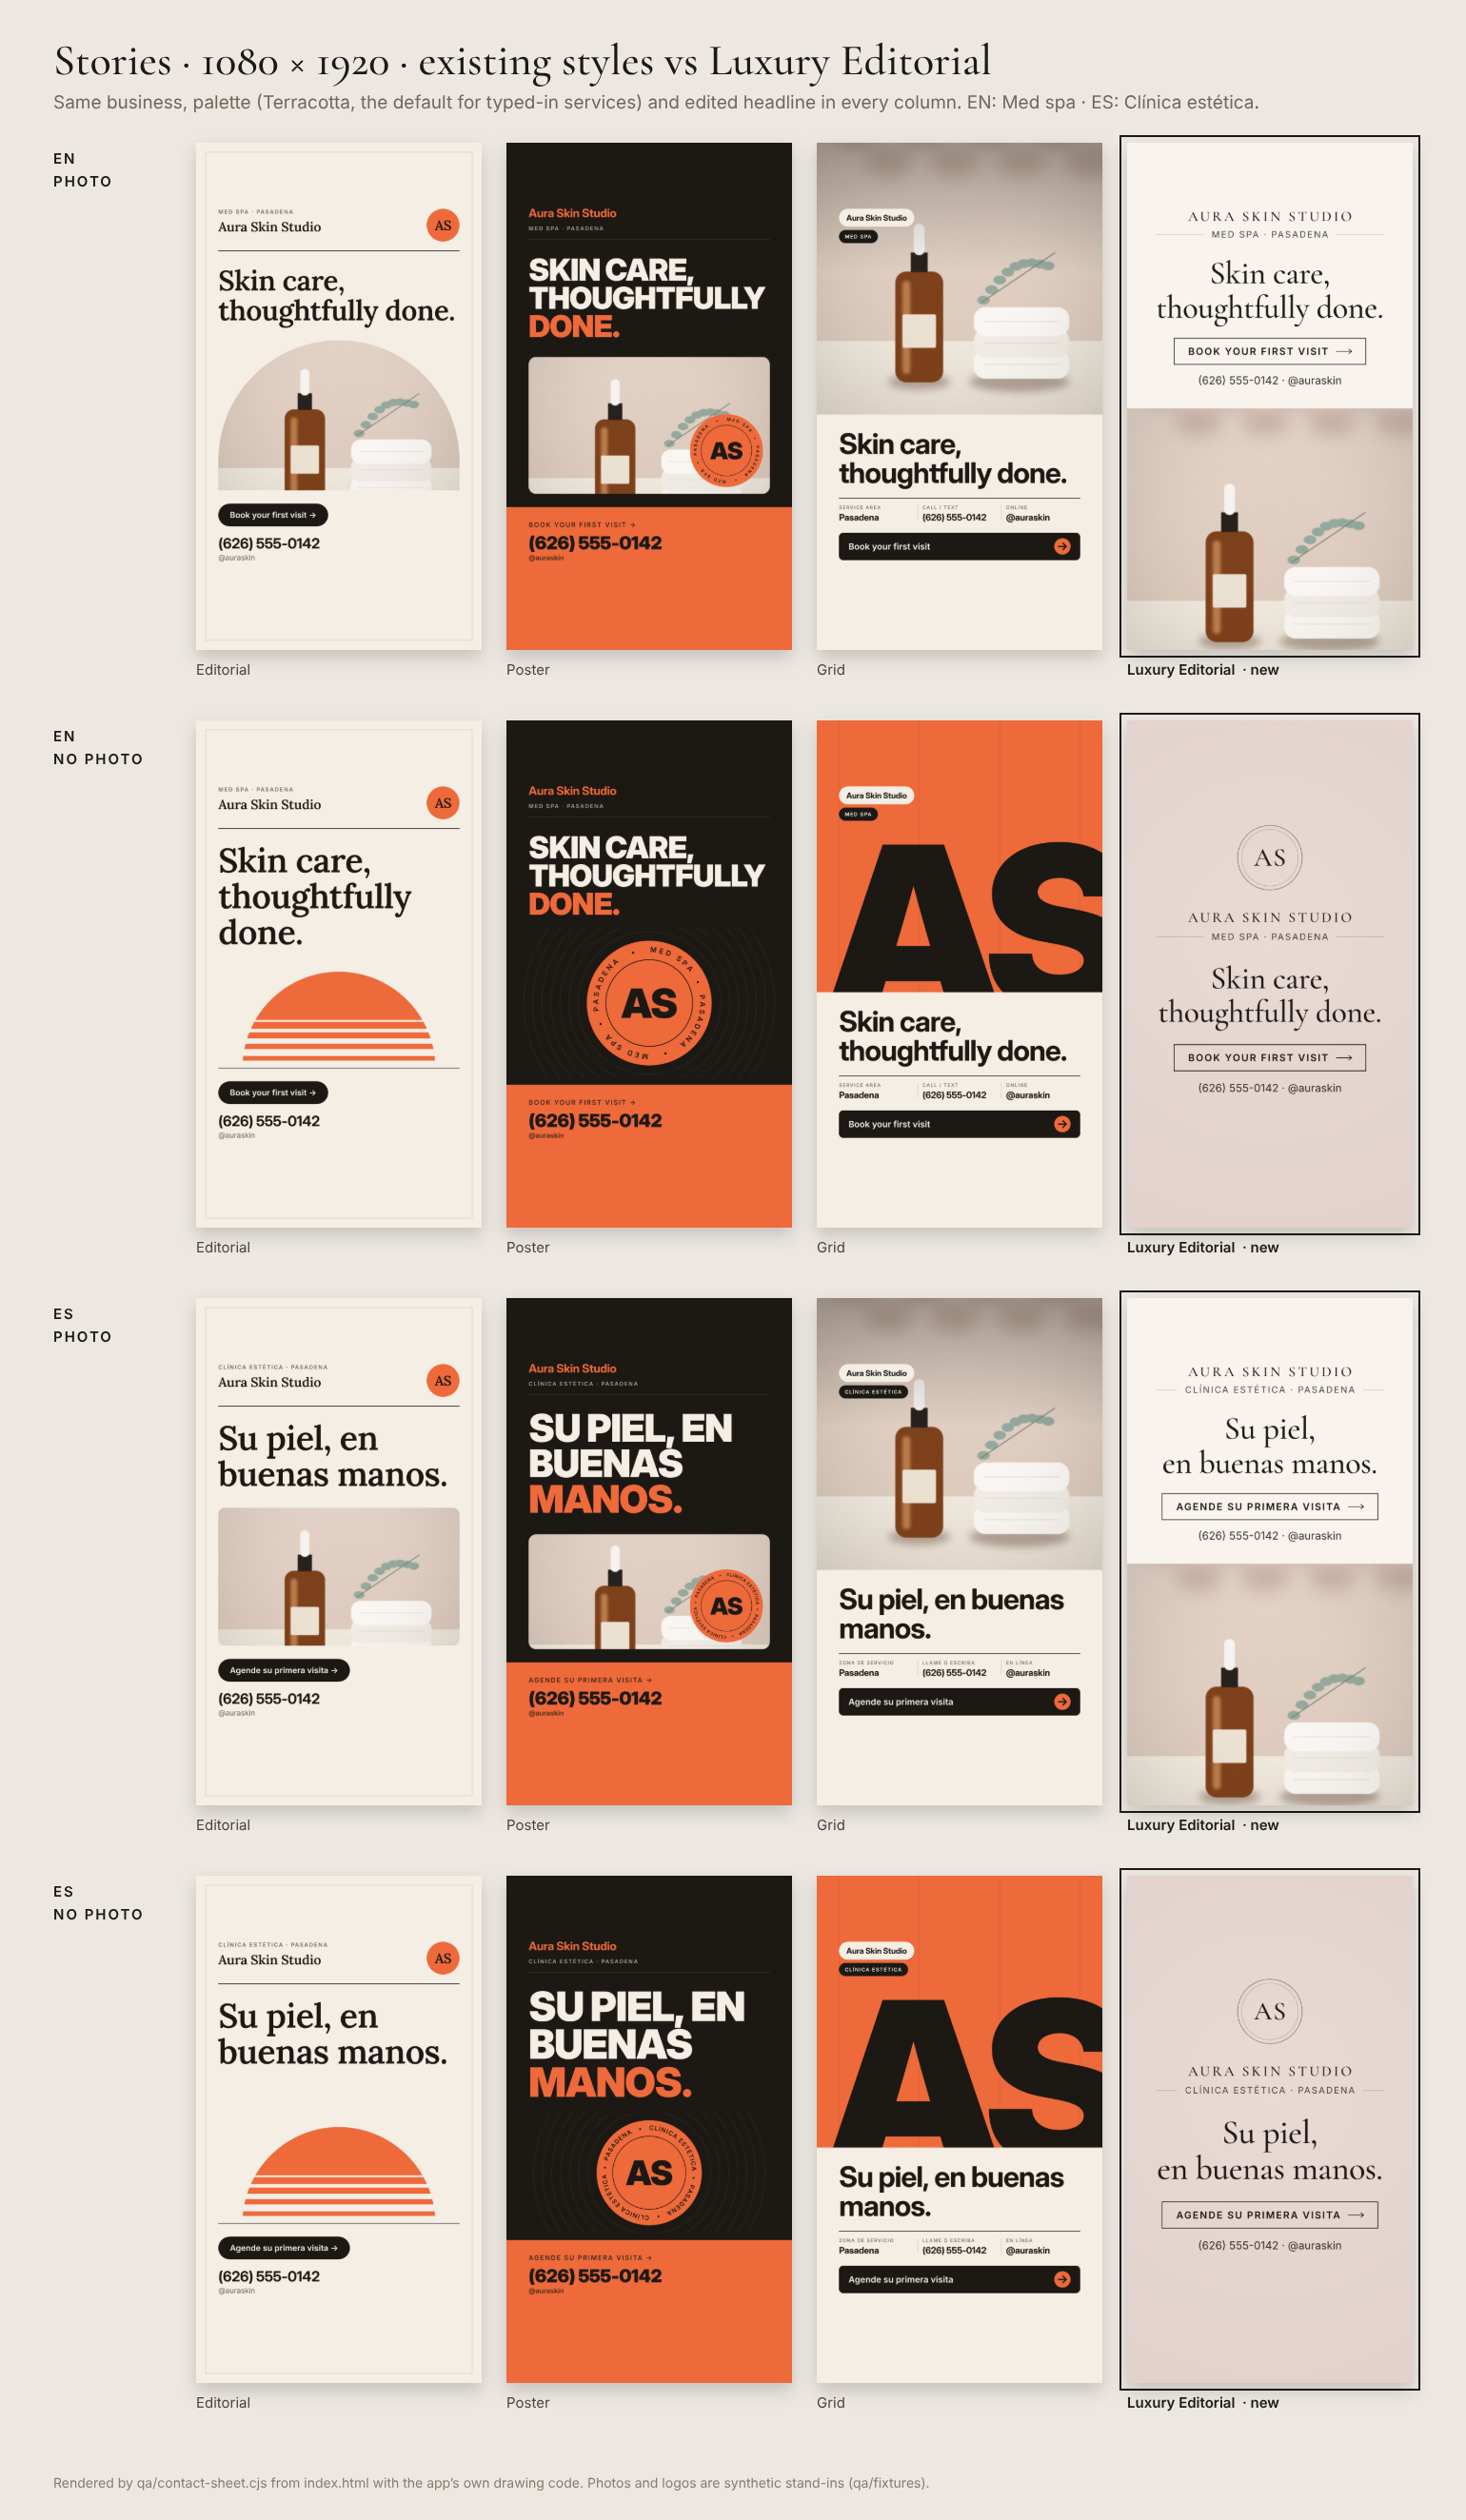 Stories · 1080 × 1920 · existing styles vs Luxury Editorial
Same business, palette (Terracotta, the default for typed-in services) and edited headline in every column. EN: Med spa · ES: Clínica estética.
EN
PHOTO
MED SPA · PASADENA
Aura Skin Studio
AS
Skin care,
thoughtfully done.
Book your first visit →
(626) 555-0142
@auraskin
Editorial
Aura Skin Studio
MED SPA · PASADENA
SKIN CARE,
THOUGHTFULLY
DONE.
AS
BOOK YOUR FIRST VISIT →
(626) 555-0142
@auraskin
Poster
Aura Skin Studio
MED SPA
Skin care,
thoughtfully done.
SERVICE AREA
Pasadena
CALL / TEXT
(626) 555-0142
ONLINE
@auraskin
Book your first visit →
Grid
AURA SKIN STUDIO
MED SPA · PASADENA
Skin care,
thoughtfully done.
BOOK YOUR FIRST VISIT →
(626) 555-0142 · @auraskin
Luxury Editorial · new
EN
NO PHOTO
MED SPA · PASADENA
Aura Skin Studio
AS
Skin care,
thoughtfully
done.
Book your first visit →
(626) 555-0142
@auraskin
Editorial
Aura Skin Studio
MED SPA · PASADENA
SKIN CARE,
THOUGHTFULLY
DONE.
MED SPA • PASADENA • MED SPA • PASADENA •
AS
BOOK YOUR FIRST VISIT →
(626) 555-0142
@auraskin
Poster
Aura Skin Studio
MED SPA
AS
Skin care,
thoughtfully done.
SERVICE AREA
Pasadena
CALL / TEXT
(626) 555-0142
ONLINE
@auraskin
Book your first visit →
Grid
AS
AURA SKIN STUDIO
MED SPA · PASADENA
Skin care,
thoughtfully done.
BOOK YOUR FIRST VISIT →
(626) 555-0142 · @auraskin
Luxury Editorial · new
ES
PHOTO
CLÍNICA ESTÉTICA · PASADENA
Aura Skin Studio
AS
Su piel, en
buenas manos.
Agende su primera visita →
(626) 555-0142
@auraskin
Editorial
Aura Skin Studio
CLÍNICA ESTÉTICA · PASADENA
SU PIEL, EN
BUENAS
MANOS.
AS
AGENDE SU PRIMERA VISITA →
(626) 555-0142
@auraskin
Poster
Aura Skin Studio
CLÍNICA ESTÉTICA
Su piel, en buenas
manos.
ZONA DE SERVICIO
Pasadena
LLAME O ESCRIBA
(626) 555-0142
EN LÍNEA
@auraskin
Agende su primera visita →
Grid
AURA SKIN STUDIO
CLÍNICA ESTÉTICA · PASADENA
Su piel,
en buenas manos.
AGENDE SU PRIMERA VISITA →
(626) 555-0142 · @auraskin
Luxury Editorial · new
ES
NO PHOTO
CLÍNICA ESTÉTICA · PASADENA
Aura Skin Studio
AS
Su piel, en
buenas manos.
Agende su primera visita →
(626) 555-0142
@auraskin
Editorial
Aura Skin Studio
CLÍNICA ESTÉTICA · PASADENA
SU PIEL, EN
BUENAS
MANOS.
CLÍNICA ESTÉTICA • PASADENA • CLÍNICA ESTÉTICA • PASADENA •
AS
AGENDE SU PRIMERA VISITA →
(626) 555-0142
@auraskin
Poster
Aura Skin Studio
CLÍNICA ESTÉTICA
AS
Su piel, en buenas
manos.
ZONA DE SERVICIO
Pasadena
LLAME O ESCRIBA
(626) 555-0142
EN LÍNEA
@auraskin
Agende su primera visita →
Grid
AS
AURA SKIN STUDIO
CLÍNICA ESTÉTICA · PASADENA
Su piel,
en buenas manos.
AGENDE SU PRIMERA VISITA →
(626) 555-0142 · @auraskin
Luxury Editorial · new
Rendered by qa/contact-sheet.cjs from index.html with the app's own drawing code. Photos and logos are synthetic stand-ins (qa/fixtures).